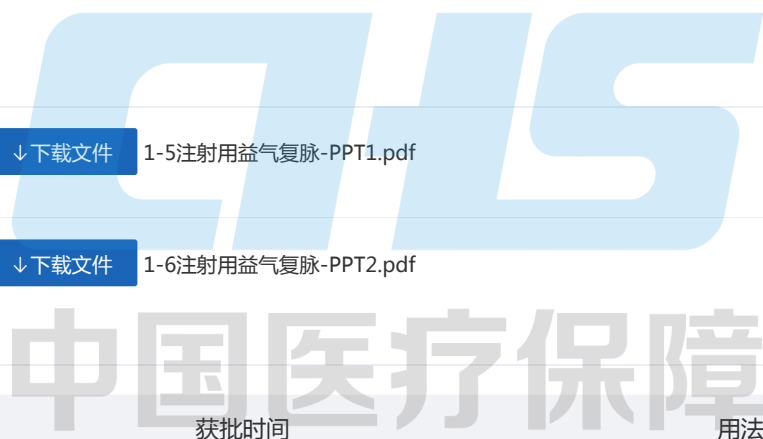 CHS
↓下载文件 1-5注射用益气复脉-PPT1.pdf
↓下载文件 1-6注射用益气复脉-PPT2.pdf
中国医疗保障
获批时间 用法